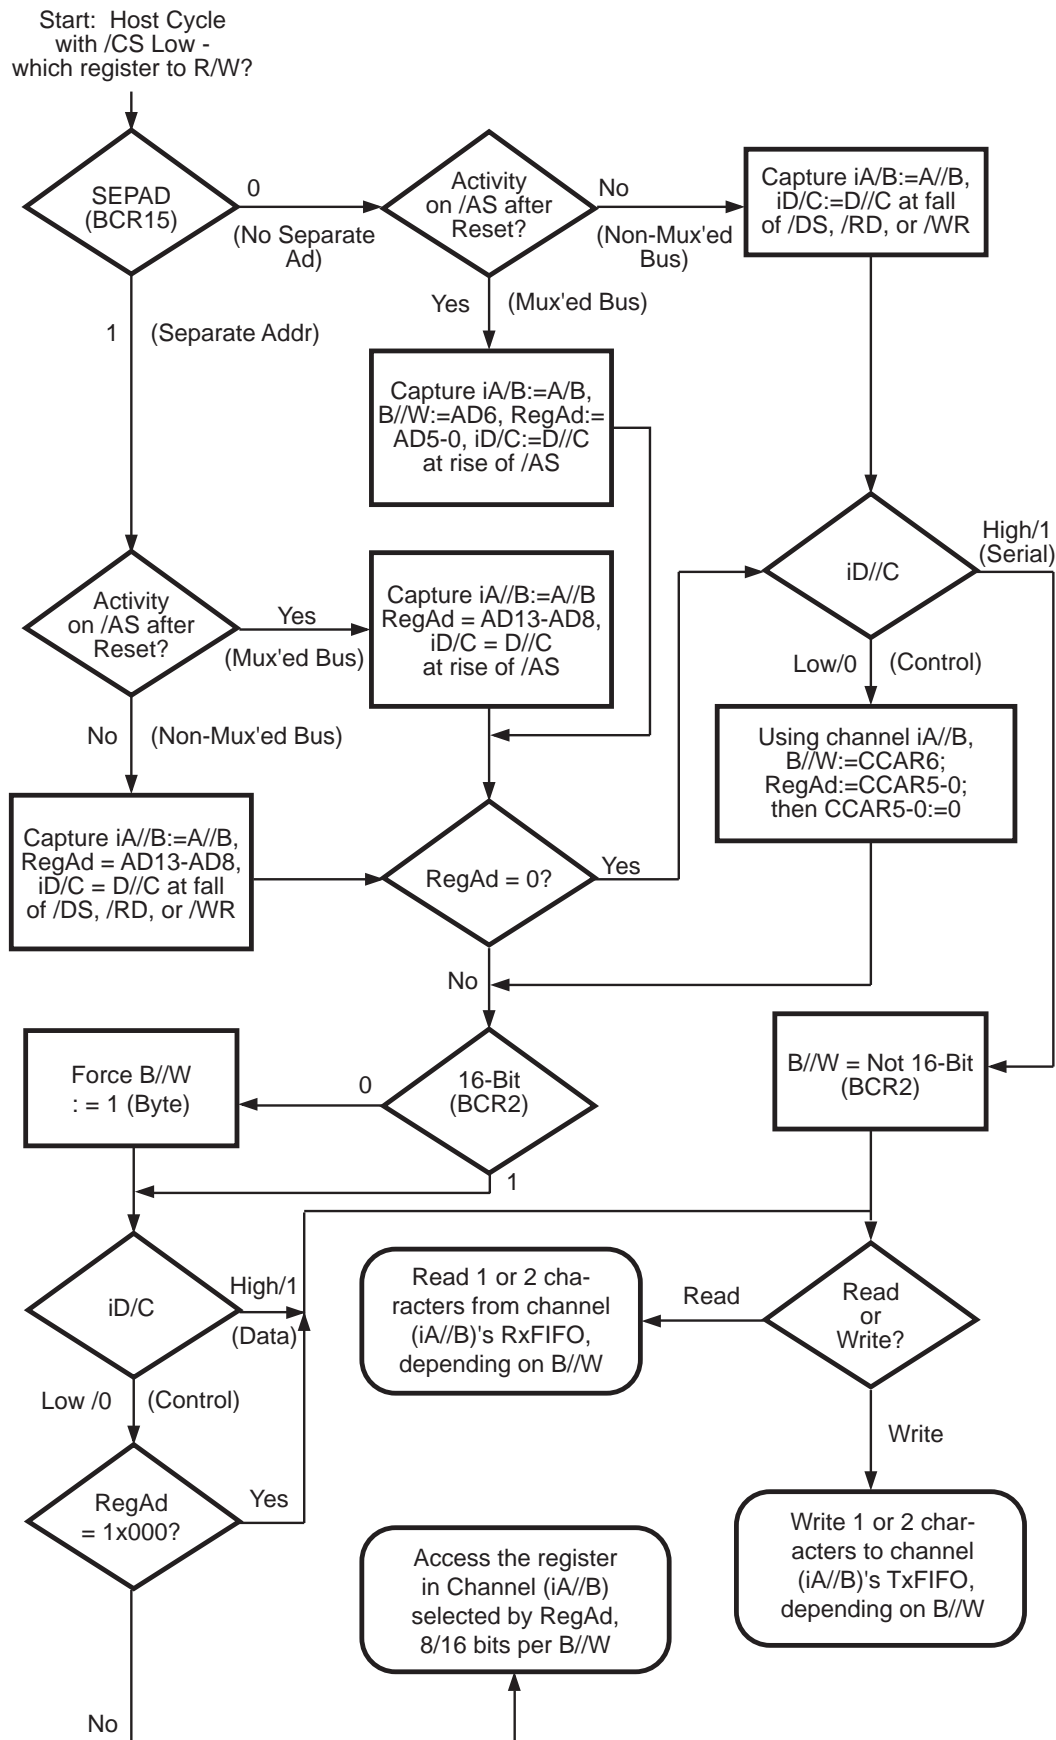 Start: Host Cycle
with /CS Low -
which register to R/W?
SEPAD
(BCR15)
0
(No Separate
Ad)
Activity
on /AS after
Reset?
No
(Non-Mux'ed
Bus)
Capture iA/B:=A//B,
iD/C:=D//C at fall
of /DS, /RD, or /WR
Yes
(Mux'ed Bus)
1
(Separate Addr)
Capture iA/B:=A/B,
B//W:=AD6, RegAd:=
AD5-0, iD/C:=D//C
at rise of /AS
High/1
(Serial)
iD//C
Activity
on /AS after
Reset?
Yes
(Mux'ed Bus)
Capture iA//B:=A//B
RegAd = AD13-AD8,
iD/C = D//C
at rise of /AS
Low/0
(Control)
No
(Non-Mux'ed Bus)
Using channel iA//B,
B//W:=CCAR6;
RegAd:=CCAR5-0;
then CCAR5-0:=0
Capture iA//B:=A//B,
RegAd = AD13-AD8,
iD/C = D//C at fall
of /DS, /RD, or /WR
RegAd = 0?
Yes
No
Force B//W
: = 1 (Byte)
0
16-Bit
(BCR2)
1
B//W = Not 16-Bit
(BCR2)
iD/C
High/1
(Data)
Read 1 or 2 cha-
racters from channel
(iA//B)'s RxFIFO,
depending on B//W
Read
Read
or
Write?
Low /0
(Control)
Write
RegAd
= 1x000?
Yes
Access the register
in Channel (iA//B)
selected by RegAd,
8/16 bits per B//W
Write 1 or 2 char-
acters to channel
(iA//B)'s TxFIFO,
depending on B//W
No